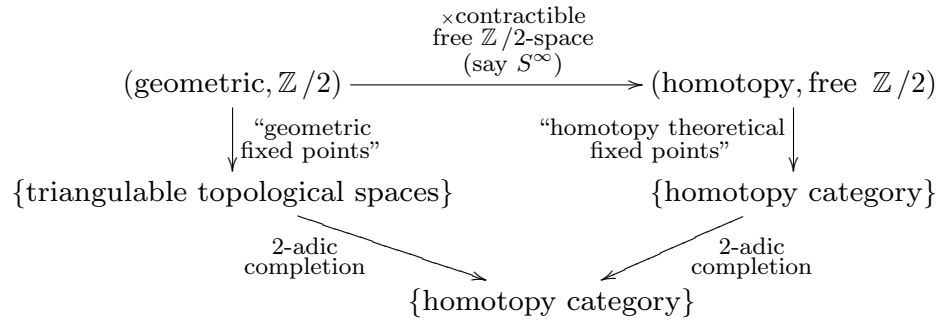 ×contractible
free ℤ/2-space
(say S^∞)
(geometric, ℤ/2)
(homotopy, free ℤ/2)
“geometric
fixed points”
“homotopy theoretical
fixed points”
{triangulable topological spaces}
{homotopy category}
2-adic
completion
2-adic
completion
{homotopy category}